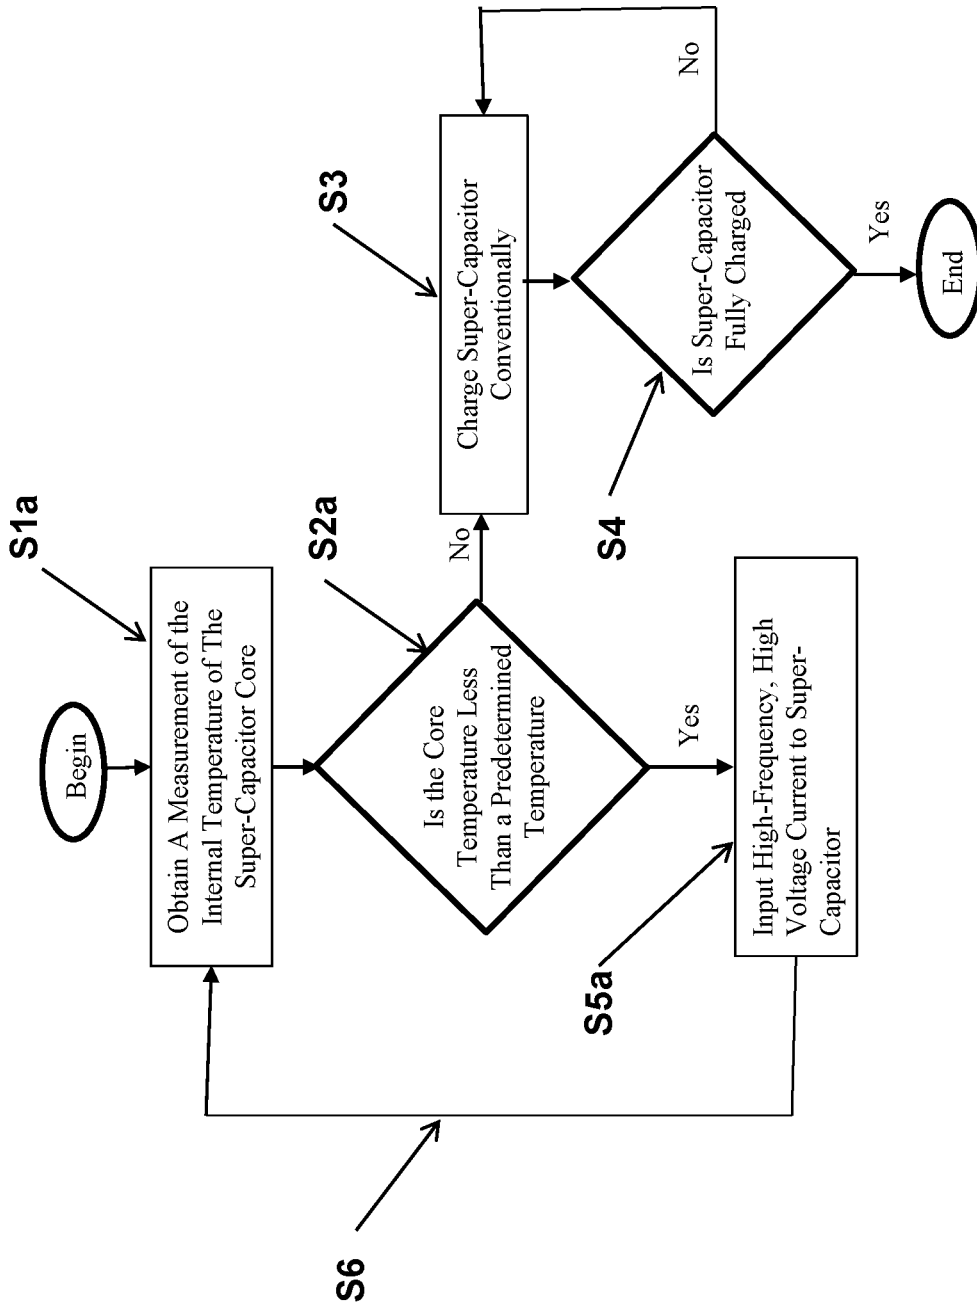 Begin
S1a
Obtain A Measurement of the
Internal Temperature of The
Super-Capacitor Core
S2a
Is the Core
Temperature Less
Than a Predetermined
Temperature
No
Yes
S3
Charge Super-Capacitor
Conventionally
S4
Is Super-Capacitor
Fully Charged
No
Yes
End
S5a
Input High-Frequency, High
Voltage Current to Super-
Capacitor
S6